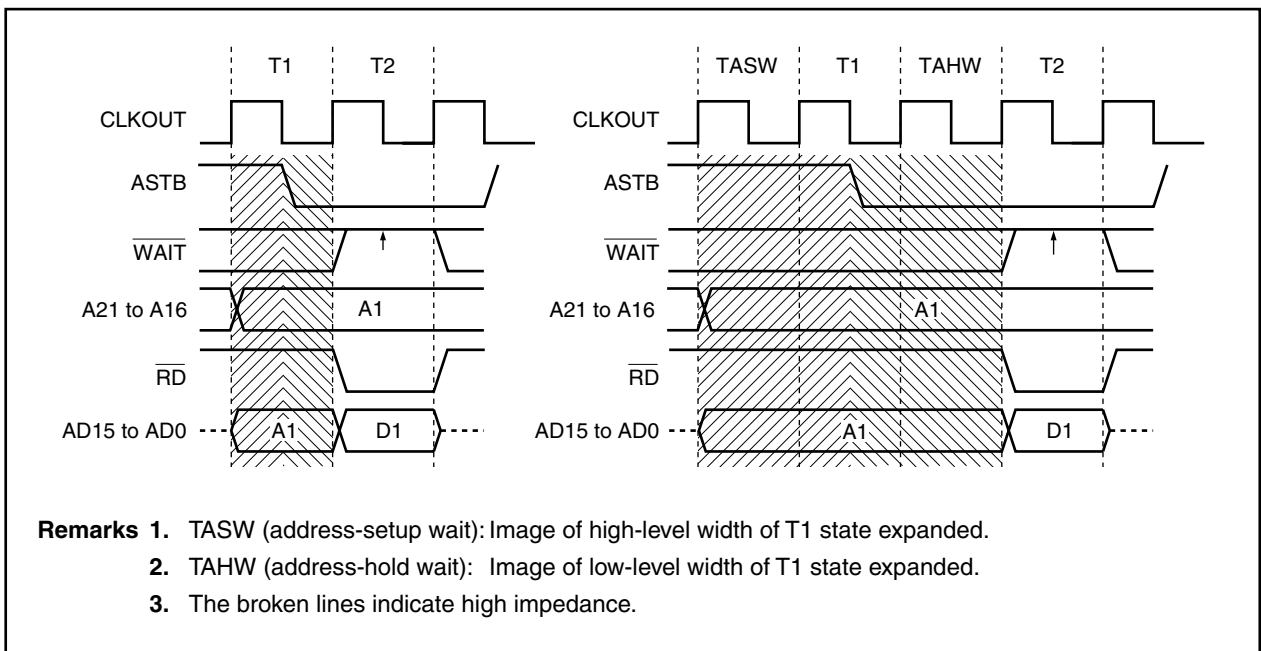 T1 T2
CLKOUT
ASTB
WAIT
A21 to A16 A1
RD
AD15 to AD0 A1 D1
TASW T1 TAHW T2
CLKOUT
ASTB
WAIT
A21 to A16 A1
RD
AD15 to AD0 A1 D1
Remarks 1. TASW (address-setup wait): Image of high-level width of T1 state expanded.
2. TAHW (address-hold wait): Image of low-level width of T1 state expanded.
3. The broken lines indicate high impedance.